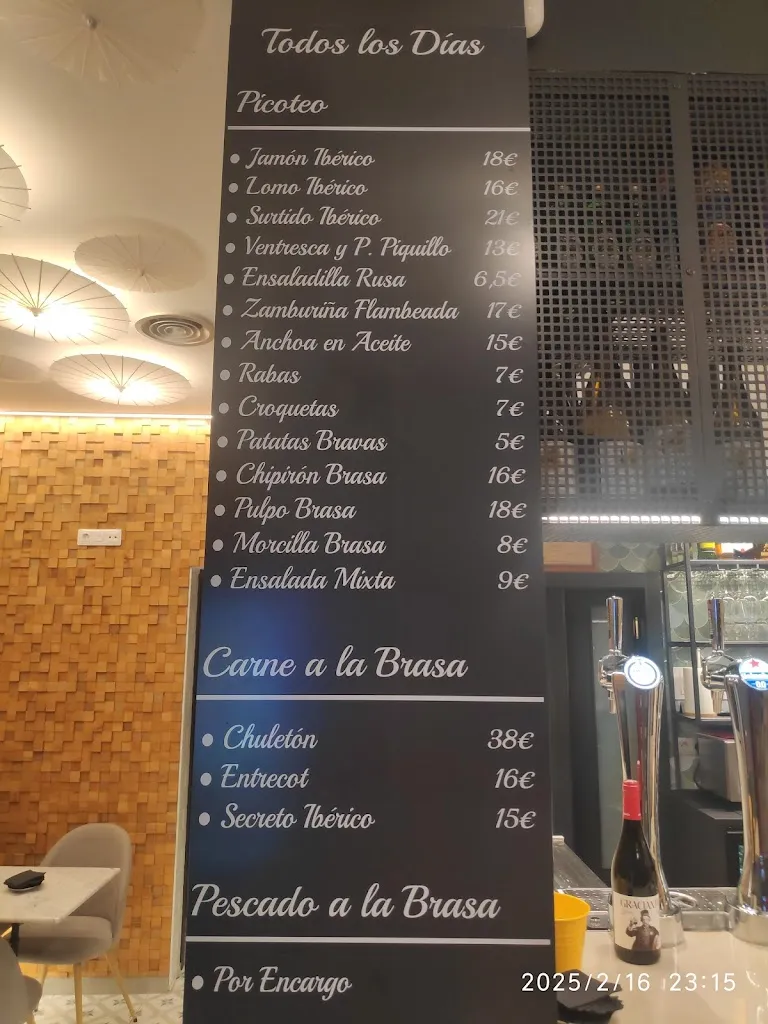 Todos los Días
Picoteo
• Jamón Ibérico 18€
• Lomo Ibérico 16€
• Surtido Ibérico 21€
• Ventresca y P. Piquillo 13€
• Ensaladilla Rusa 6,5€
• Zamburiña Flambeada 17€
• Anchoa en Aceite 15€
• Rabas 7€
• Croquetas 7€
• Patatas Bravas 5€
• Chipirón Brasa 16€
• Pulpo Brasa 18€
• Morcilla Brasa 8€
• Ensalada Mixta 9€
Carne a la Brasa
• Chuletón 38€
• Entrecot 16€
• Secreto Ibérico 15€
Pescado a la Brasa
• Por Encargo
2025/2/16 23:15